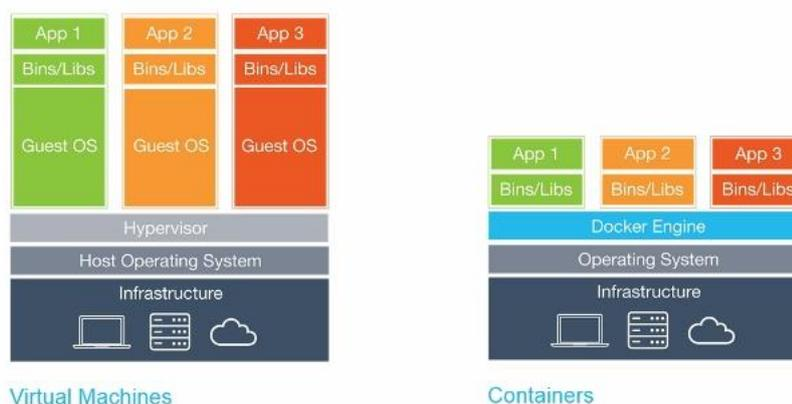 App 1 App 2 App 3
Bins/Libs Bins/Libs Bins/Libs
Guest OS Guest OS Guest OS
Hypervisor
Host Operating System
Infrastructure
Virtual Machines
App 1 App 2 App 3
Bins/Libs Bins/Libs Bins/Libs
Docker Engine
Operating System
Infrastructure
Containers